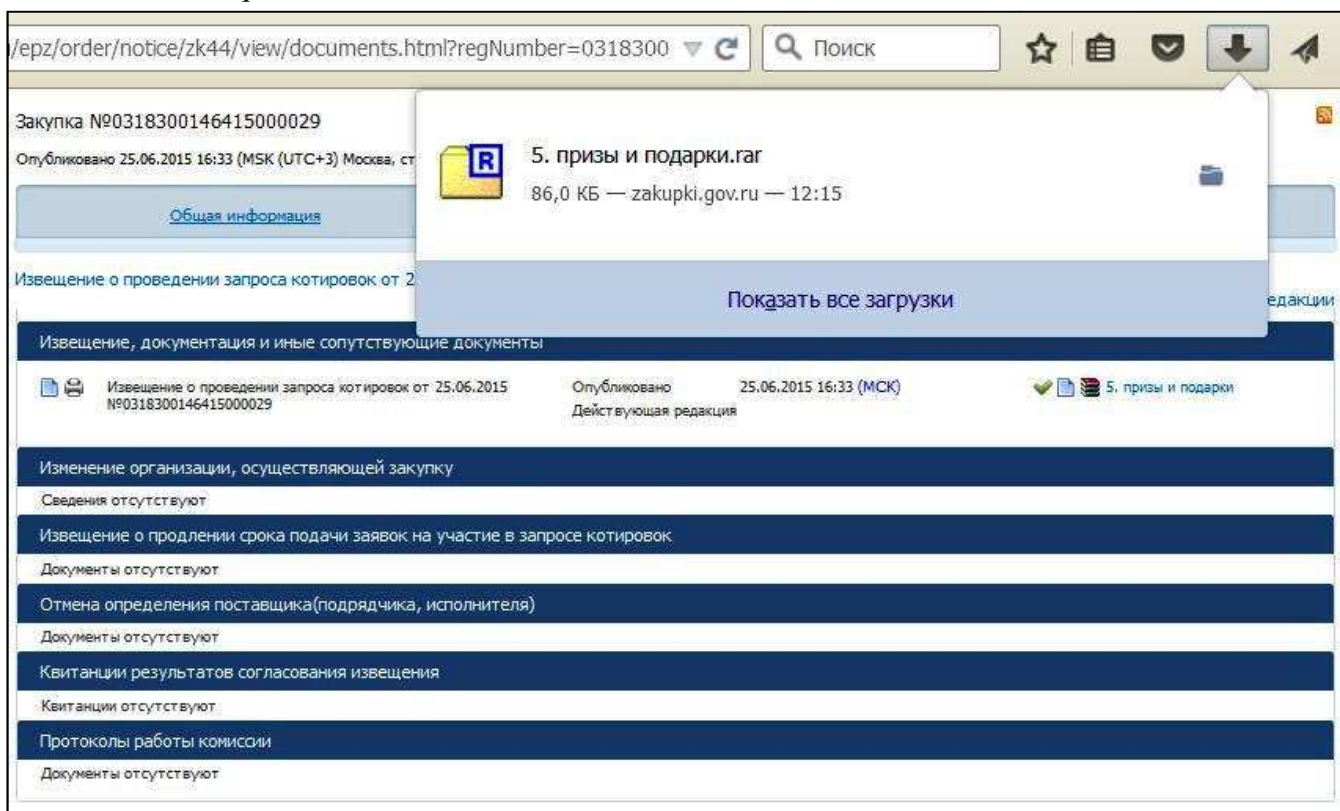 /epz/order/notice/zk44/view/documents.html?regNumber=0318300
Поиск
Закупка №0318300146415000029
Опубликовано 25.06.2015 16:33 (MSK (UTC+3) Москва, ст
R
5. призы и подарки.rar
86,0 КБ — zakupki.gov.ru — 12:15
Общая информация
Показать все загрузки
Извещение о проведении запроса котировок от 2
едакции
Извещение, документация и иные сопутствующие документы
Извещение о проведении запроса котировок от 25.06.2015
№0318300146415000029
Опубликовано
25.06.2015 16:33 (МСК)
Действующая редакция
5. призы и подарки
Изменение организации, осуществляющей закупку
Сведения отсутствуют
Извещение о продлении срока подачи заявок на участие в запросе котировок
Документы отсутствуют
Отмена определения поставщика(подрядчика, исполнителя)
Документы отсутствуют
Квитанции результатов согласования извещения
Квитанции отсутствуют
Протоколы работы комиссии
Документы отсутствуют